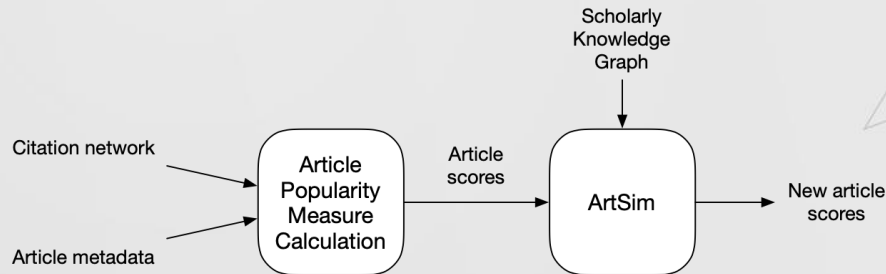 Scholarly
Knowledge
Graph
Citation network
Article metadata
Article
Popularity
Measure
Calculation
Article
scores
ArtSim
New article
scores